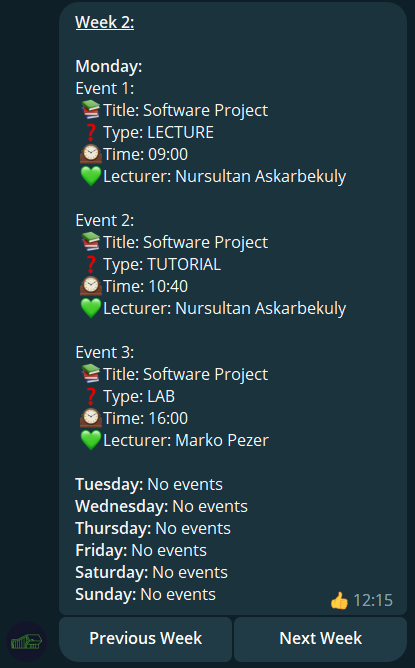 Week 2:
Monday:
Event 1:
📚Title: Software Project
❓Type: LECTURE
🕰Time: 09:00
💚Lecturer: Nursultan Askarbekuly
Event 2:
📚Title: Software Project
❓Type: TUTORIAL
🕰Time: 10:40
💚Lecturer: Nursultan Askarbekuly
Event 3:
📚Title: Software Project
❓Type: LAB
🕰Time: 16:00
💚Lecturer: Marko Pezer
Tuesday: No events
Wednesday: No events
Thursday: No events
Friday: No events
Saturday: No events
Sunday: No events
👍 12:15
Previous Week
Next Week